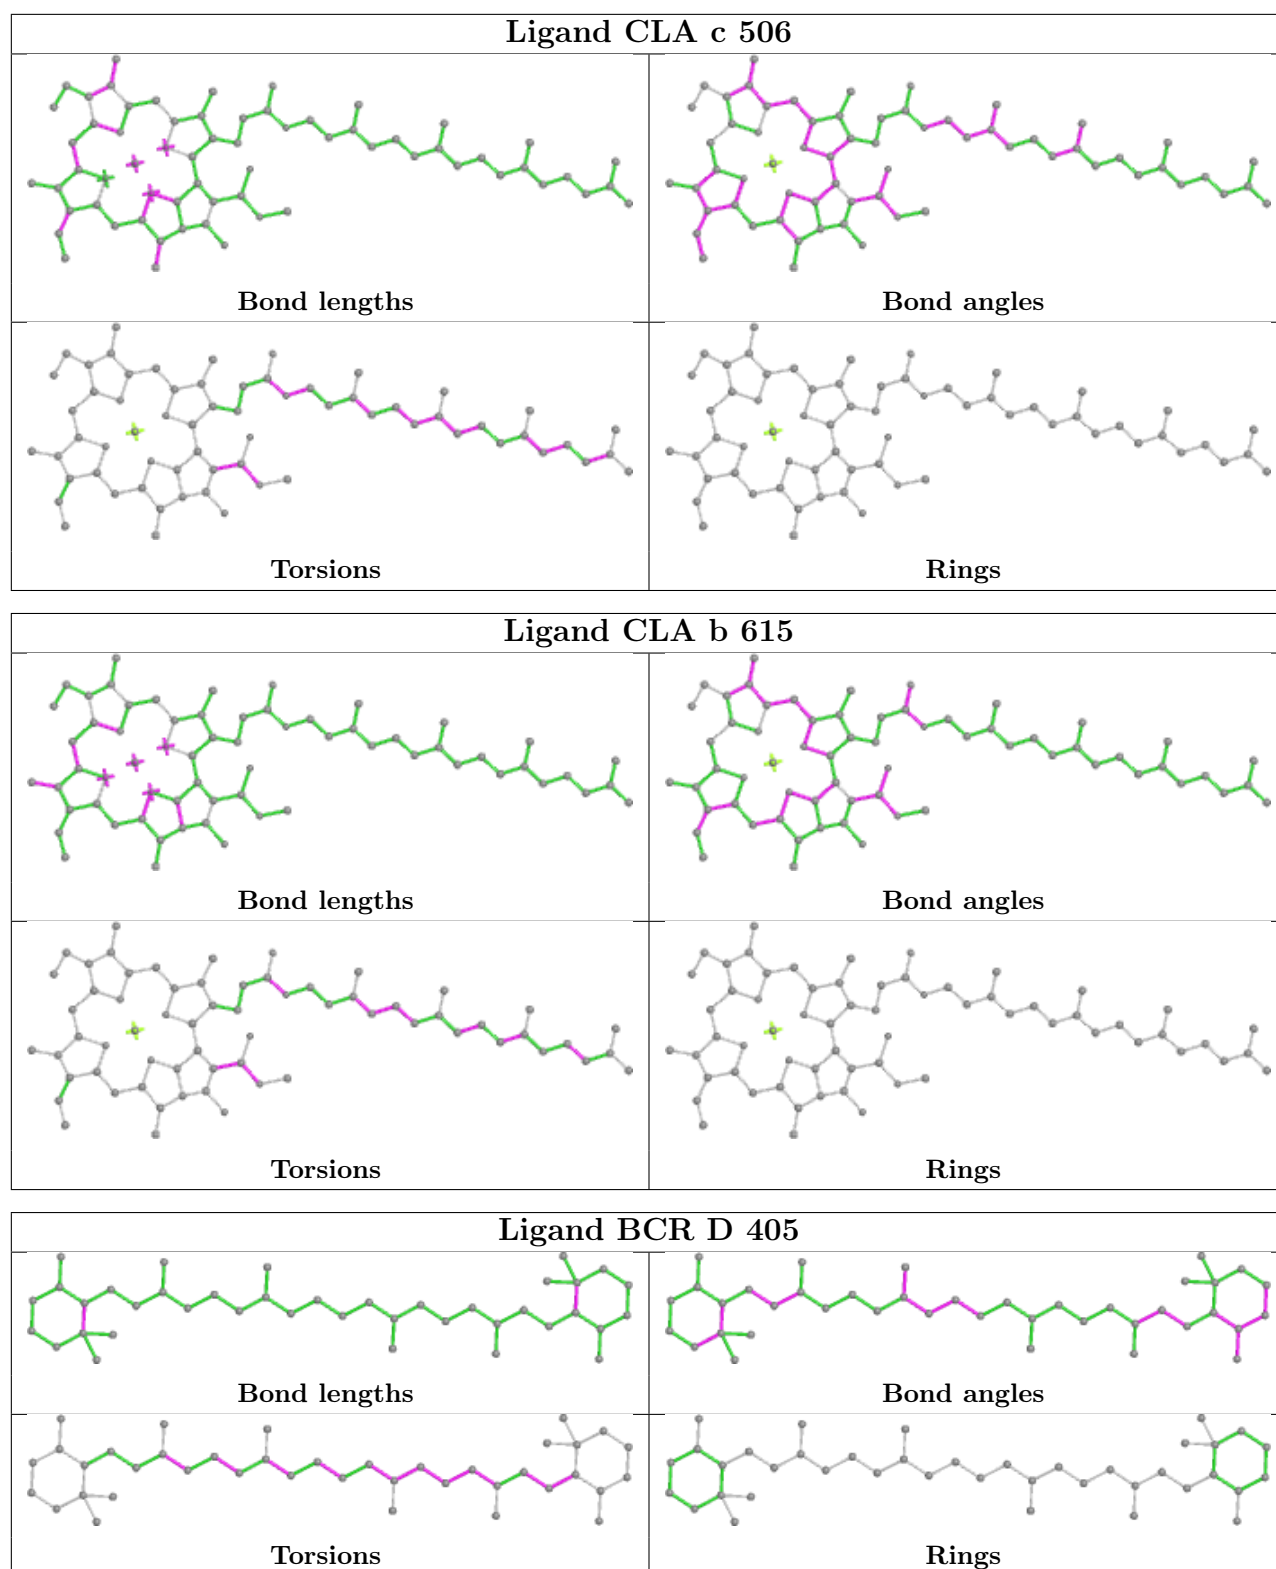 Ligand CLA c 506
Bond lengths
Bond angles
Torsions
Rings
Ligand CLA b 615
Bond lengths
Bond angles
Torsions
Rings
Ligand BCR D 405
Bond lengths
Bond angles
Torsions
Rings